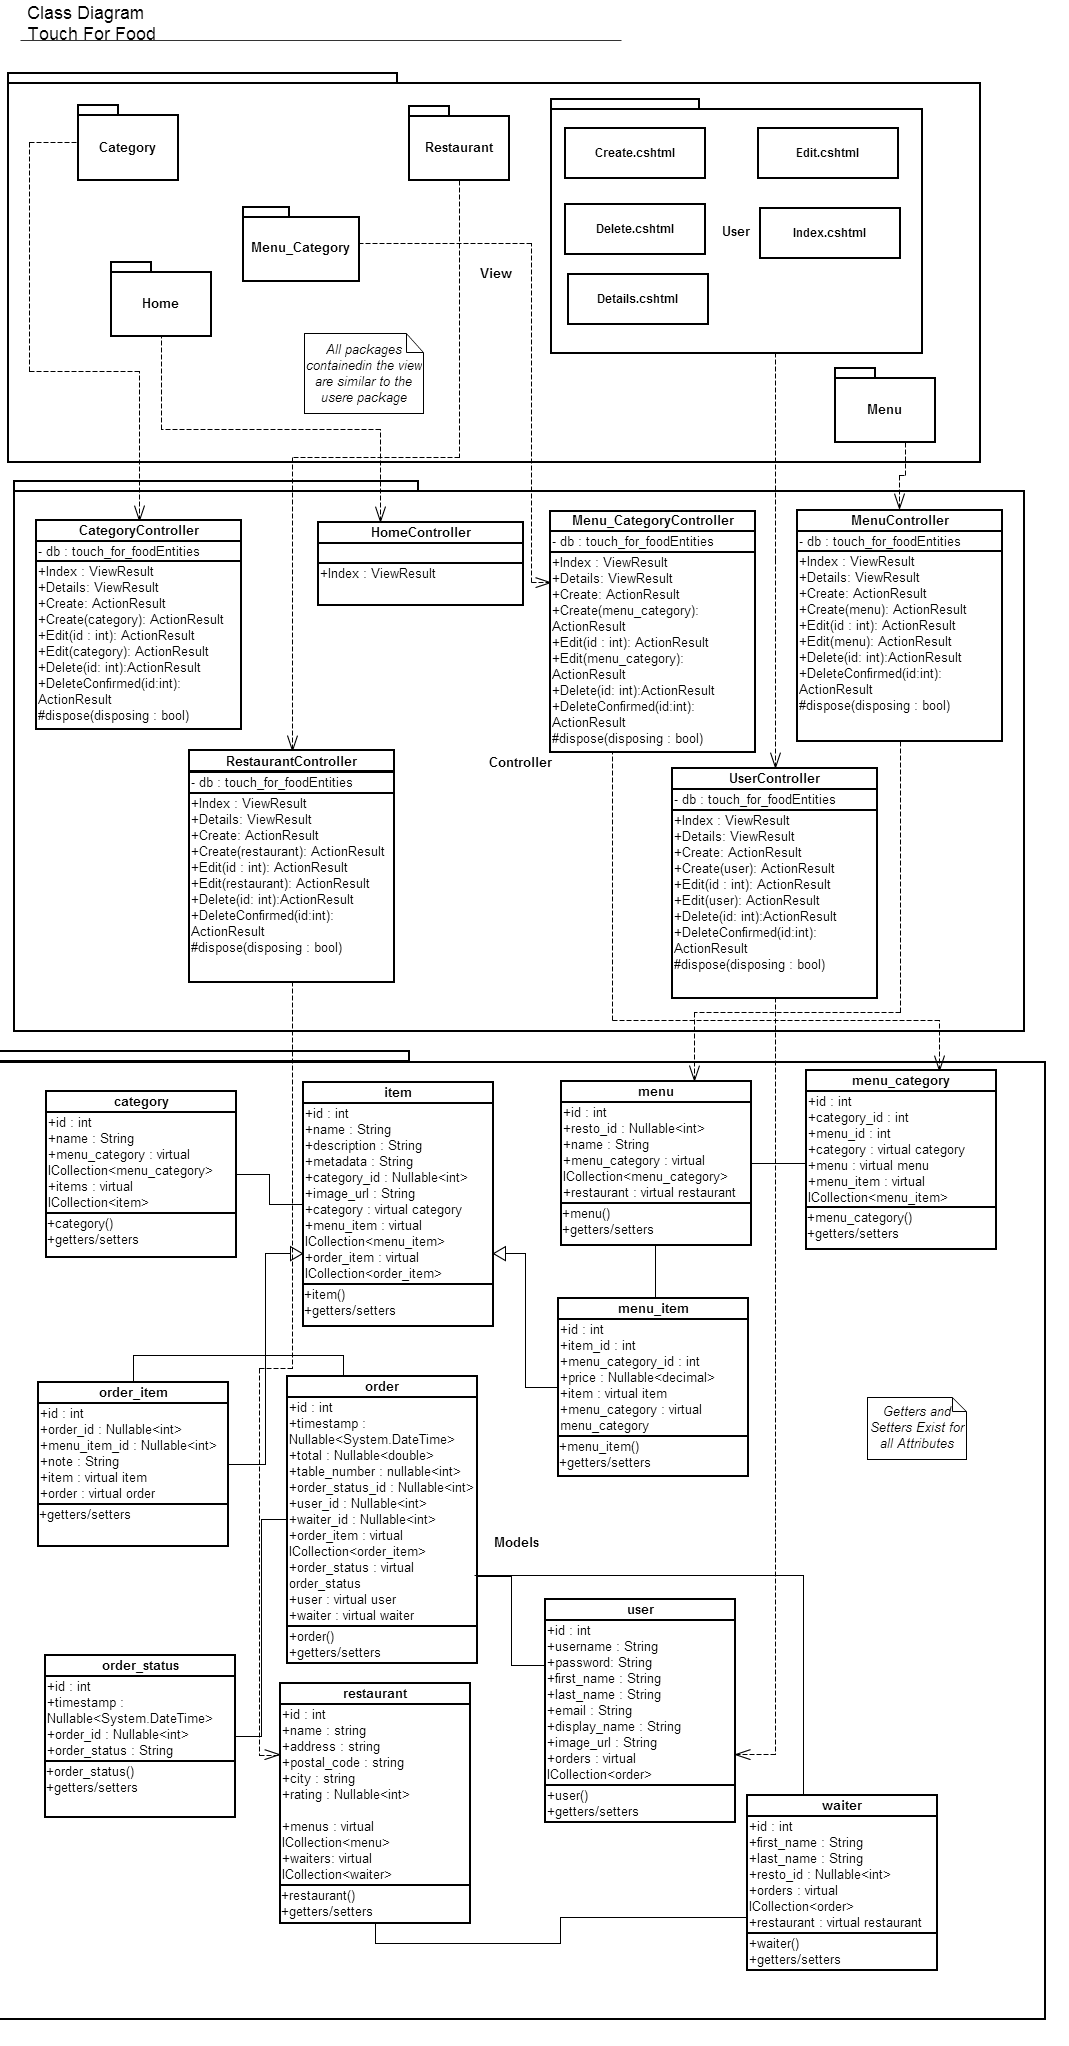 Class Diagram
Touch For Food
Category
Restaurant
Menu_Category
Home
View
All packages
containedin the view
are similar to the
usere package
Create.cshtml
Edit.cshtml
Delete.cshtml
User
Index.cshtml
Details.cshtml
Menu
CategoryController
- db : touch_for_foodEntities
+Index : ViewResult
+Details: ViewResult
+Create: ActionResult
+Create(category): ActionResult
+Edit(id : int): ActionResult
+Edit(category): ActionResult
+Delete(id: int):ActionResult
+DeleteConfirmed(id:int):
ActionResult
#dispose(disposing : bool)
HomeController
+Index : ViewResult
Menu_CategoryController
- db : touch_for_foodEntities
+Index : ViewResult
+Details: ViewResult
+Create: ActionResult
+Create(menu_category):
ActionResult
+Edit(id : int): ActionResult
+Edit(menu_category):
ActionResult
+Delete(id: int):ActionResult
+DeleteConfirmed(id:int):
ActionResult
#dispose(disposing : bool)
MenuController
- db : touch_for_foodEntities
+Index : ViewResult
+Details: ViewResult
+Create: ActionResult
+Create(menu): ActionResult
+Edit(id : int): ActionResult
+Edit(menu): ActionResult
+Delete(id: int):ActionResult
+DeleteConfirmed(id:int):
ActionResult
#dispose(disposing : bool)
RestaurantController
- db : touch_for_foodEntities
+Index : ViewResult
+Details: ViewResult
+Create: ActionResult
+Create(restaurant): ActionResult
+Edit(id : int): ActionResult
+Edit(restaurant): ActionResult
+Delete(id: int):ActionResult
+DeleteConfirmed(id:int):
ActionResult
#dispose(disposing : bool)
Controller
UserController
- db : touch_for_foodEntities
+Index : ViewResult
+Details: ViewResult
+Create: ActionResult
+Create(user): ActionResult
+Edit(id : int): ActionResult
+Edit(user): ActionResult
+Delete(id: int):ActionResult
+DeleteConfirmed(id:int):
ActionResult
#dispose(disposing : bool)
category
+id : int
+name : String
+menu_category : virtual
ICollection<menu_category>
+items : virtual
ICollection<item>
+category()
+getters/setters
item
+id : int
+name : String
+description : String
+metadata : String
+category_id : Nullable<int>
+image_url : String
+category : virtual category
+menu_item : virtual
ICollection<menu_item>
+order_item : virtual
ICollection<order_item>
+item()
+getters/setters
menu
+id : int
+resto_id : Nullable<int>
+name : String
+menu_category : virtual
ICollection<menu_category>
+restaurant : virtual restaurant
+menu()
+getters/setters
menu_category
+id : int
+category_id : int
+menu_id : int
+category : virtual category
+menu : virtual menu
+menu_item : virtual
ICollection<menu_item>
+menu_category()
+getters/setters
menu_item
+id : int
+item_id : int
+menu_category_id : int
+price : Nullable<decimal>
+item : virtual item
+menu_category : virtual
menu_category
+menu_item()
+getters/setters
order_item
+id : int
+order_id : Nullable<int>
+menu_item_id : Nullable<int>
+note : String
+item : virtual item
+order : virtual order
+getters/setters
order
+id : int
+timestamp :
Nullable<System.DateTime>
+total : Nullable<double>
+table_number : nullable<int>
+order_status_id : Nullable<int>
+user_id : Nullable<int>
+waiter_id : Nullable<int>
+order_item : virtual
ICollection<order_item>
+order_status : virtual
order_status
+user : virtual user
+waiter : virtual waiter
+order()
+getters/setters
Getters and
Setters Exist for
all Attributes
Models
order_status
+id : int
+timestamp :
Nullable<System.DateTime>
+order_id : Nullable<int>
+order_status : String
+order_status()
+getters/setters
restaurant
+id : int
+name : string
+address : string
+postal_code : string
+city : string
+rating : Nullable<int>
+menus : virtual
ICollection<menu>
+waiters: virtual
ICollection<waiter>
+restaurant()
+getters/setters
user
+id : int
+username : String
+password: String
+first_name : String
+last_name : String
+email : String
+display_name : String
+image_url : String
+orders : virtual
ICollection<order>
+user()
+getters/setters
waiter
+id : int
+first_name : String
+last_name : String
+resto_id : Nullable<int>
+orders : virtual
ICollection<order>
+restaurant : virtual restaurant
+waiter()
+getters/setters